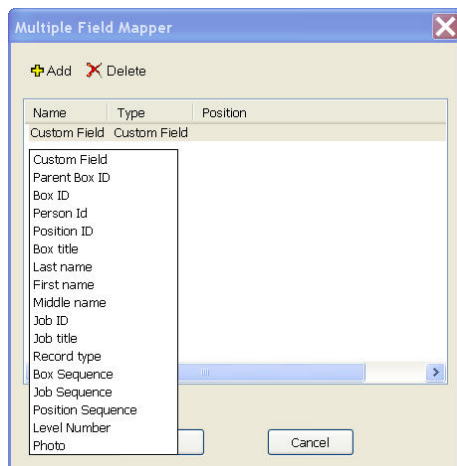 Multiple Field Mapper
Add Delete
Name Type Position
Custom Field Custom Field
Custom Field
Parent Box ID
Box ID
Person Id
Position ID
Box title
Last name
First name
Middle name
Job ID
Job title
Record type
Box Sequence
Job Sequence
Position Sequence
Level Number
Photo
Cancel